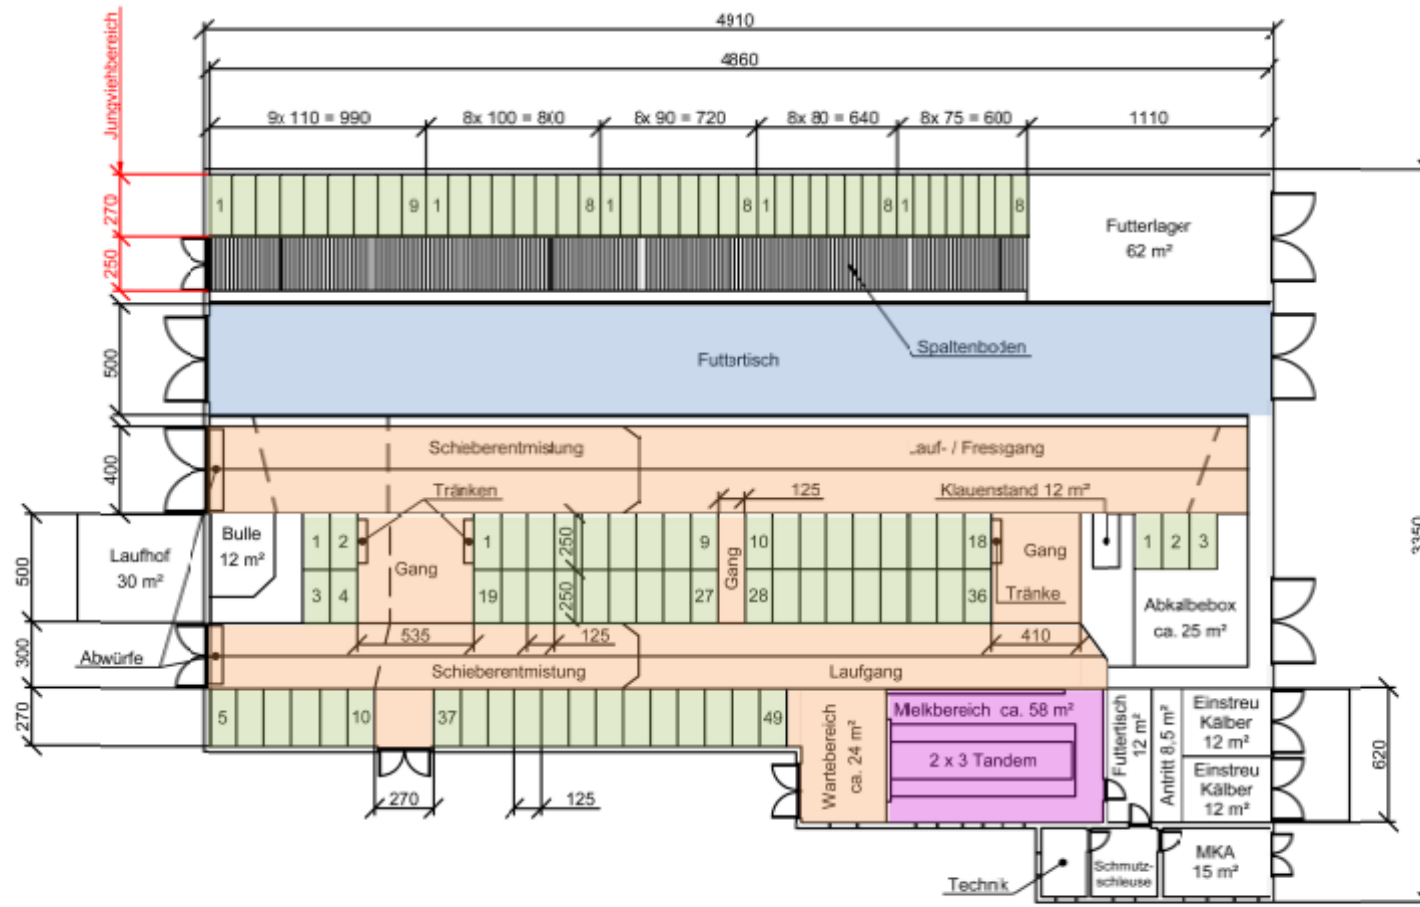 4910
4860
9x 110 = 990
8x 100 = 800
8x 90 = 720
8x 80 = 640
8x 75 = 600
1110
Jungviehbereich
270
250
1 9 1 8 1 8 1 8 1 8
Futterlager
62 m²
Spaltenboden
500
Futtertisch
400
Schieberentmistung
Lauf- / Fressgang
Tränken
125
Klauenstand 12 m²
500
Laufhof
30 m²
Bulle
12 m²
1 2
3 4
Gang
1 9
19 27
250
250
Gang
10 18
28 36
Gang
Tränke
1 2 3
Abkalbebox
ca. 25 m²
3350
300
Abwürfe
535
125
410
Schieberentmistung
Laufgang
270
5 10
37 49
270
125
Wartebereich
ca. 24 m²
Melkbereich ca. 58 m²
2 x 3 Tandem
Futtertisch
12 m²
Antritt 8,5 m²
Einstreu
Kälber
12 m²
Einstreu
Kälber
12 m²
620
Technik
Schmutz-
schleuse
MKA
15 m²